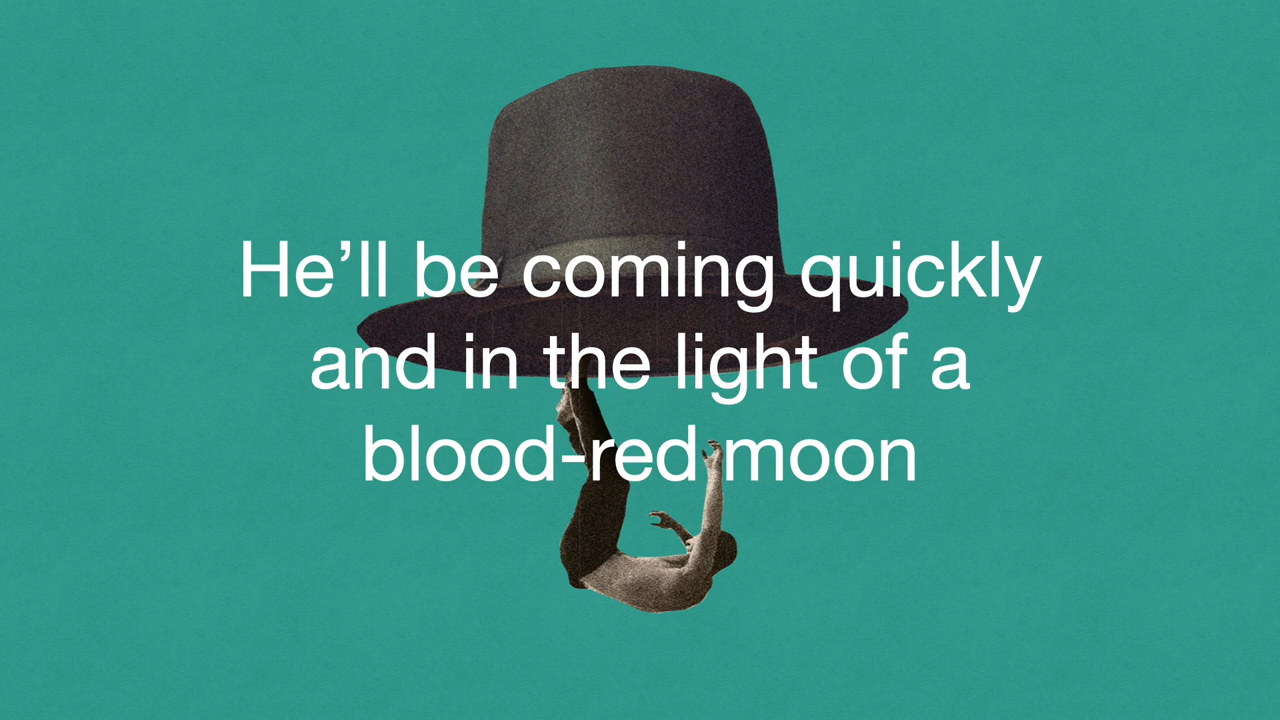 He’ll be coming quickly
and in the light of a
blood-red moon